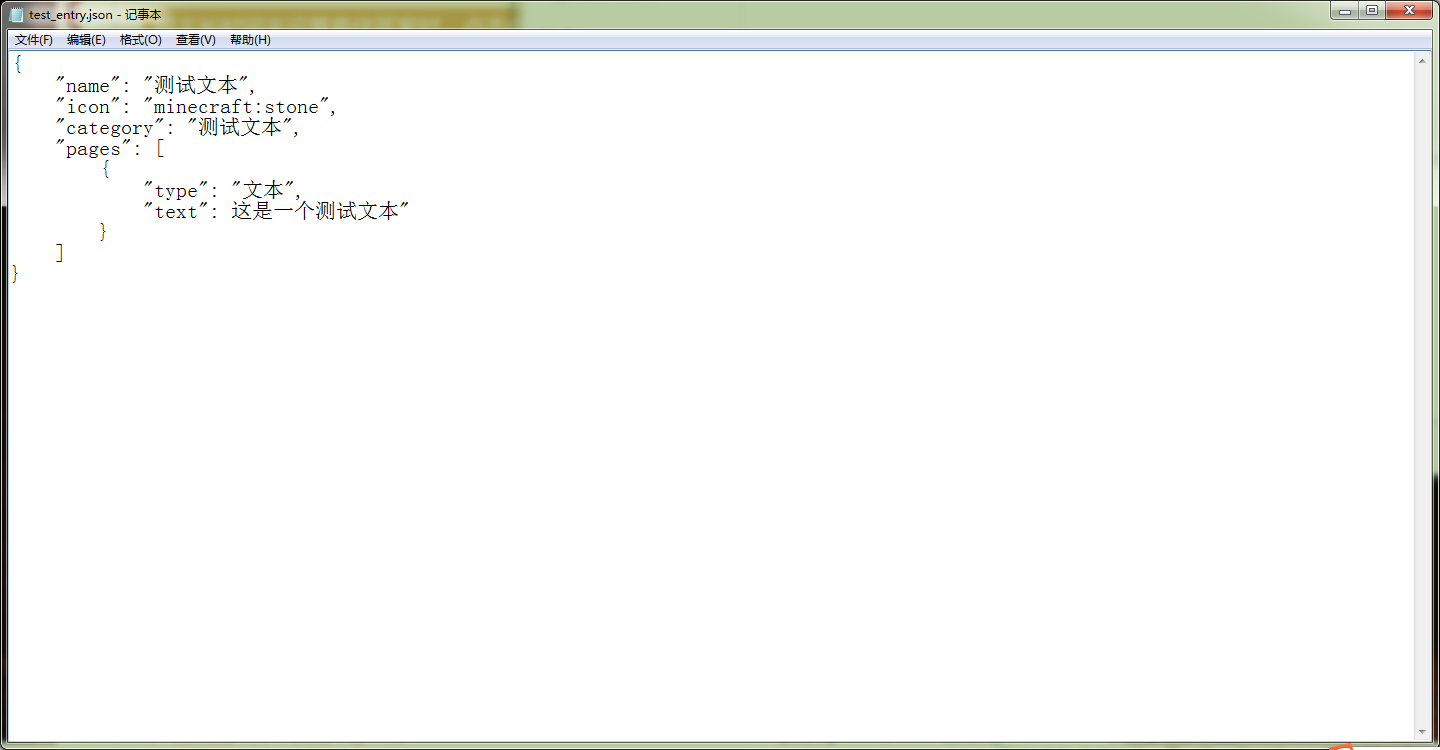 test_entry.json - 记事本
文件(F) 编辑(E) 格式(O) 查看(V) 帮助(H)
{
    "name": "测试文本",
    "icon": "minecraft:stone",
    "category": "测试文本",
    "pages": [
        {
            "type": "文本",
            "text": 这是一个测试文本"
        }
    ]
}